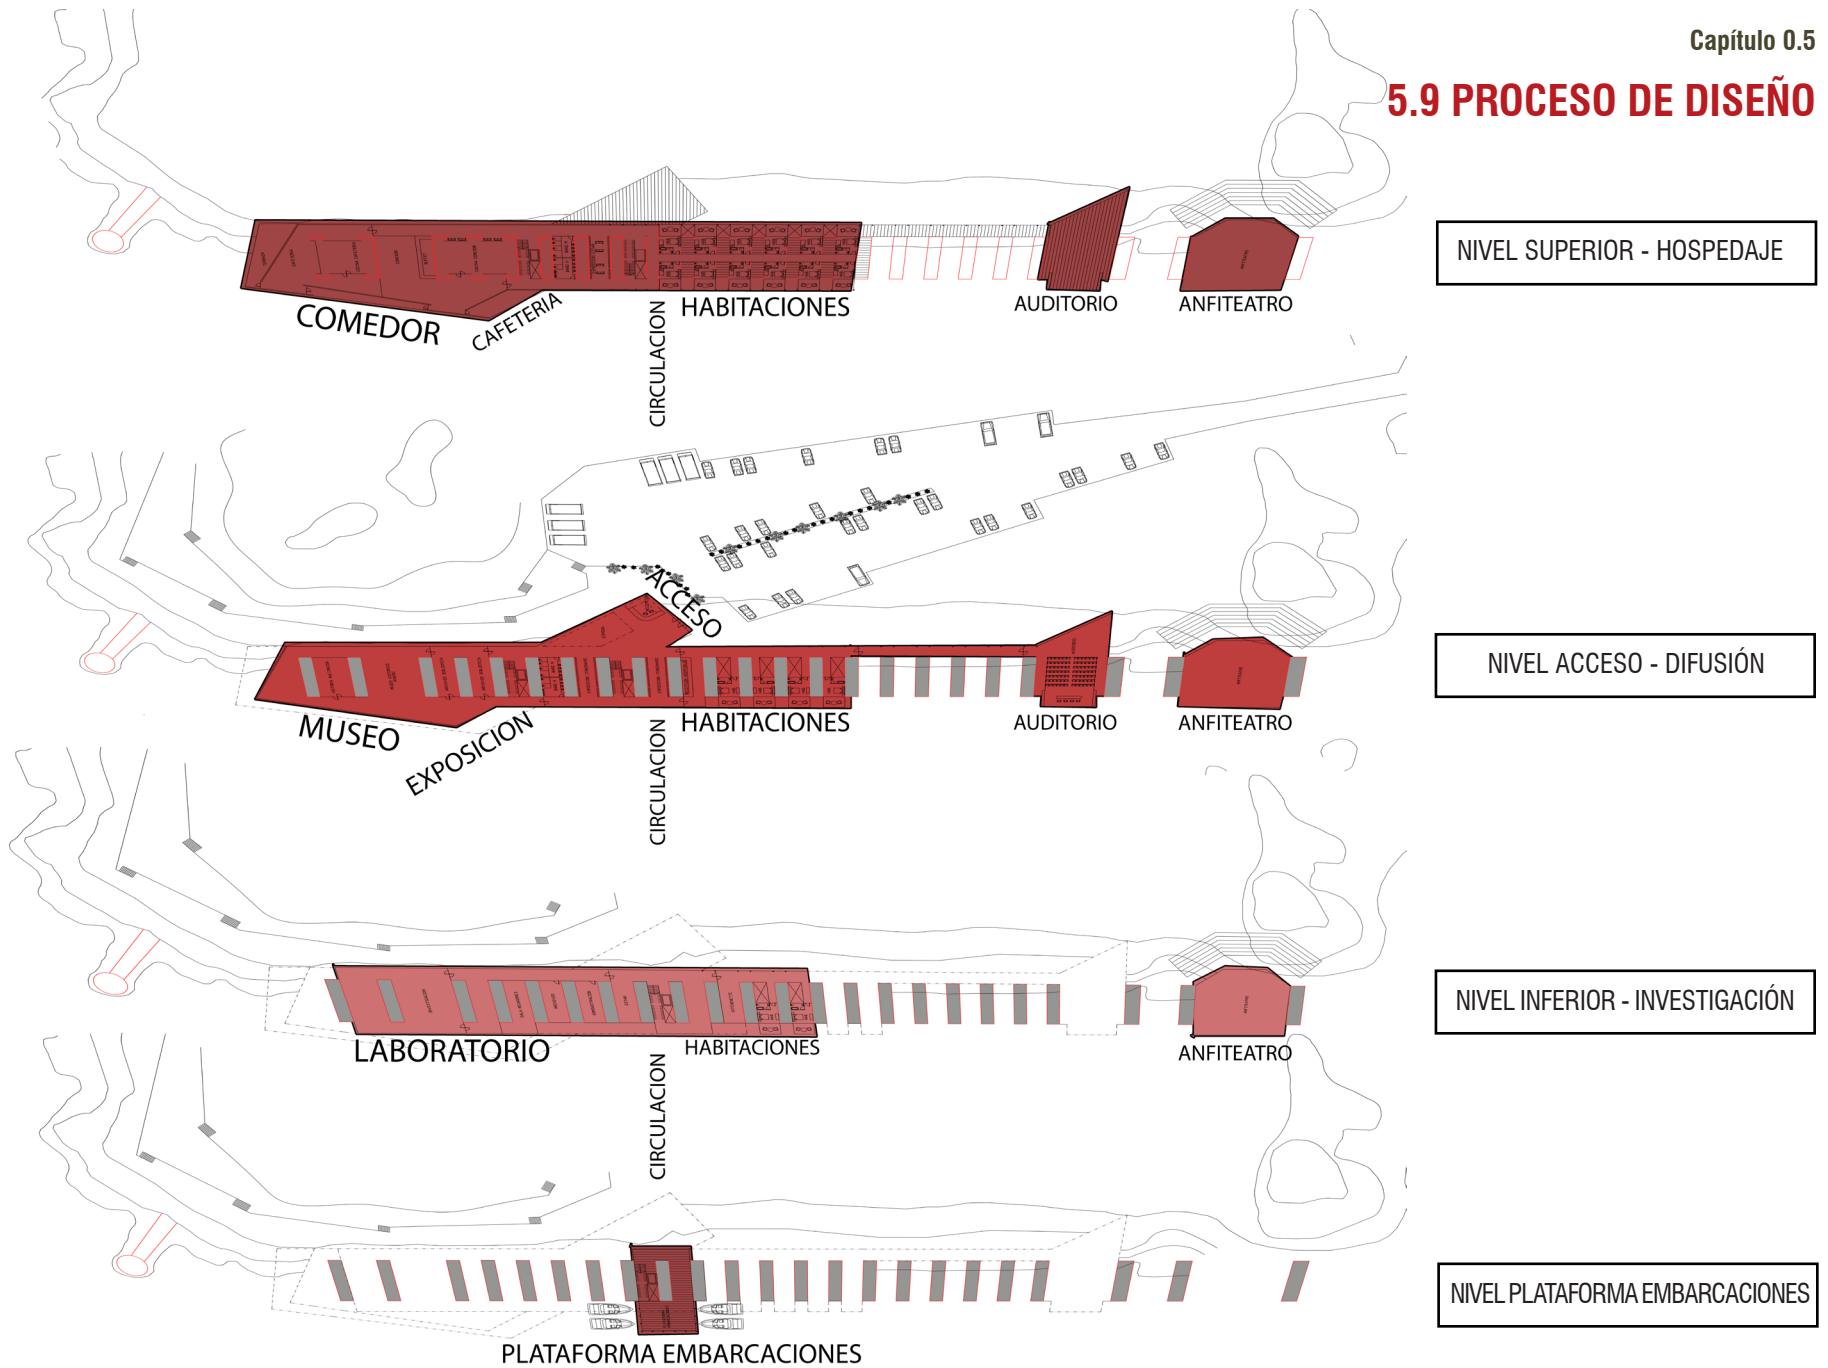 Capítulo 0.5
5.9 PROCESO DE DISEÑO
NIVEL SUPERIOR - HOSPEDAJE
COMEDOR
CAFETERIA
CIRCULACION
HABITACIONES
AUDITORIO
ANFITEATRO
ACCESO
NIVEL ACCESO - DIFUSIÓN
MUSEO
EXPOSICION
CIRCULACION
HABITACIONES
AUDITORIO
ANFITEATRO
NIVEL INFERIOR - INVESTIGACIÓN
LABORATORIO
CIRCULACION
HABITACIONES
ANFITEATRO
NIVEL PLATAFORMA EMBARCACIONES
PLATAFORMA EMBARCACIONES